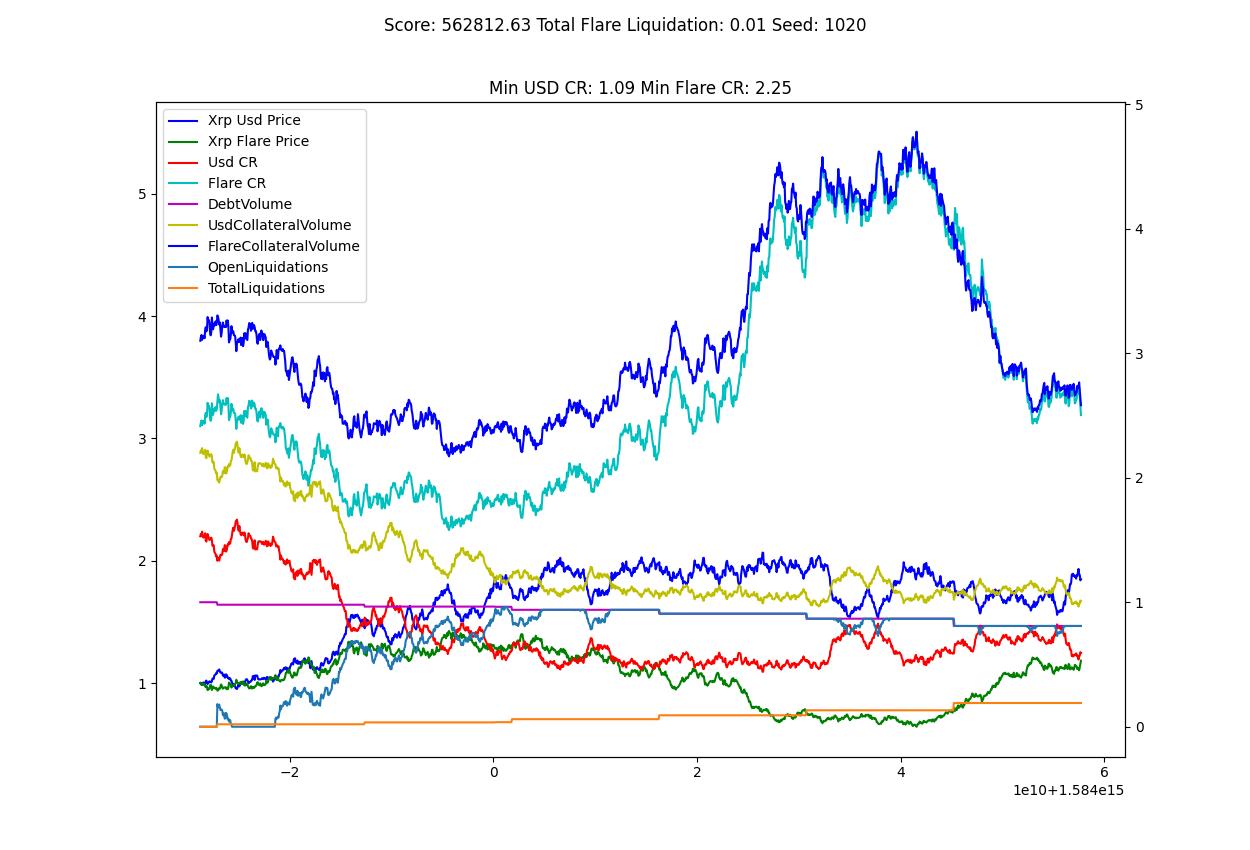 Score: 562812.63 Total Flare Liquidation: 0.01 Seed: 1020
Min USD CR: 1.09 Min Flare CR: 2.25
Xrp Usd Price
Xrp Flare Price
Usd CR
Flare CR
DebtVolume
UsdCollateralVolume
FlareCollateralVolume
OpenLiquidations
TotalLiquidations
5
4
3
2
1
5
4
3
2
1
0
−2
0
2
4
6
1e10+1.584e15